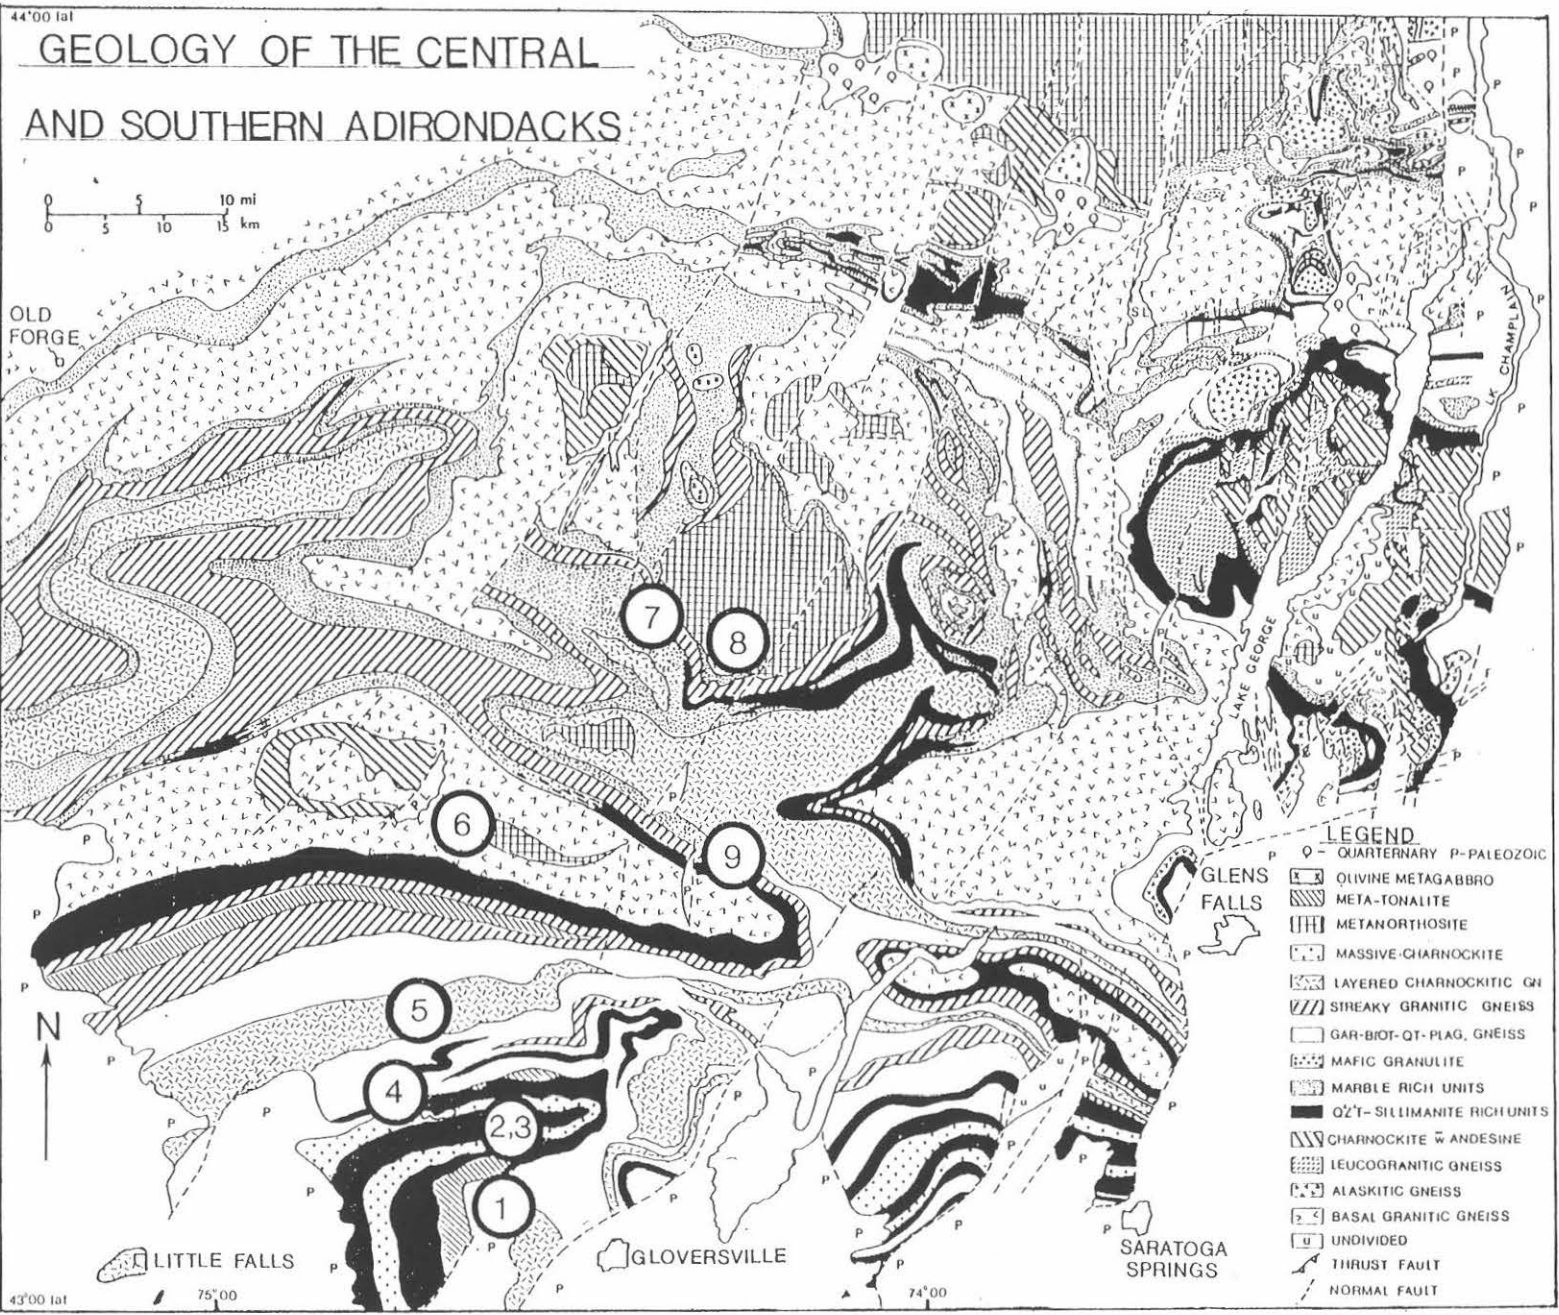 44°00 lat
GEOLOGY OF THE CENTRAL
AND SOUTHERN ADIRONDACKS
0 5 10 mi
0 5 10 15 km
OLD
FORGE
SL
LK CHAMPLAIN
LAKE GEORGE
7
8
6
9
5
4
2,3
1
N
GLENS
FALLS
LITTLE FALLS
GLOVERSVILLE
SARATOGA
SPRINGS
LEGEND
Q - QUARTERNARY P-PALEOZOIC
OLIVINE METAGABBRO
META-TONALITE
METANORTHOSITE
MASSIVE-CHARNOCKITE
LAYERED CHARNOCKITIC GN
STREAKY GRANITIC GNEISS
GAR-BIOT-QT-PLAG. GNEISS
MAFIC GRANULITE
MARBLE RICH UNITS
QZ'T-SILLIMANITE RICH UNITS
CHARNOCKITE w̄ ANDESINE
LEUCOGRANITIC GNEISS
ALASKITIC GNEISS
BASAL GRANITIC GNEISS
u UNDIVIDED
THRUST FAULT
NORMAL FAULT
43°00 lat
75°00
74°00